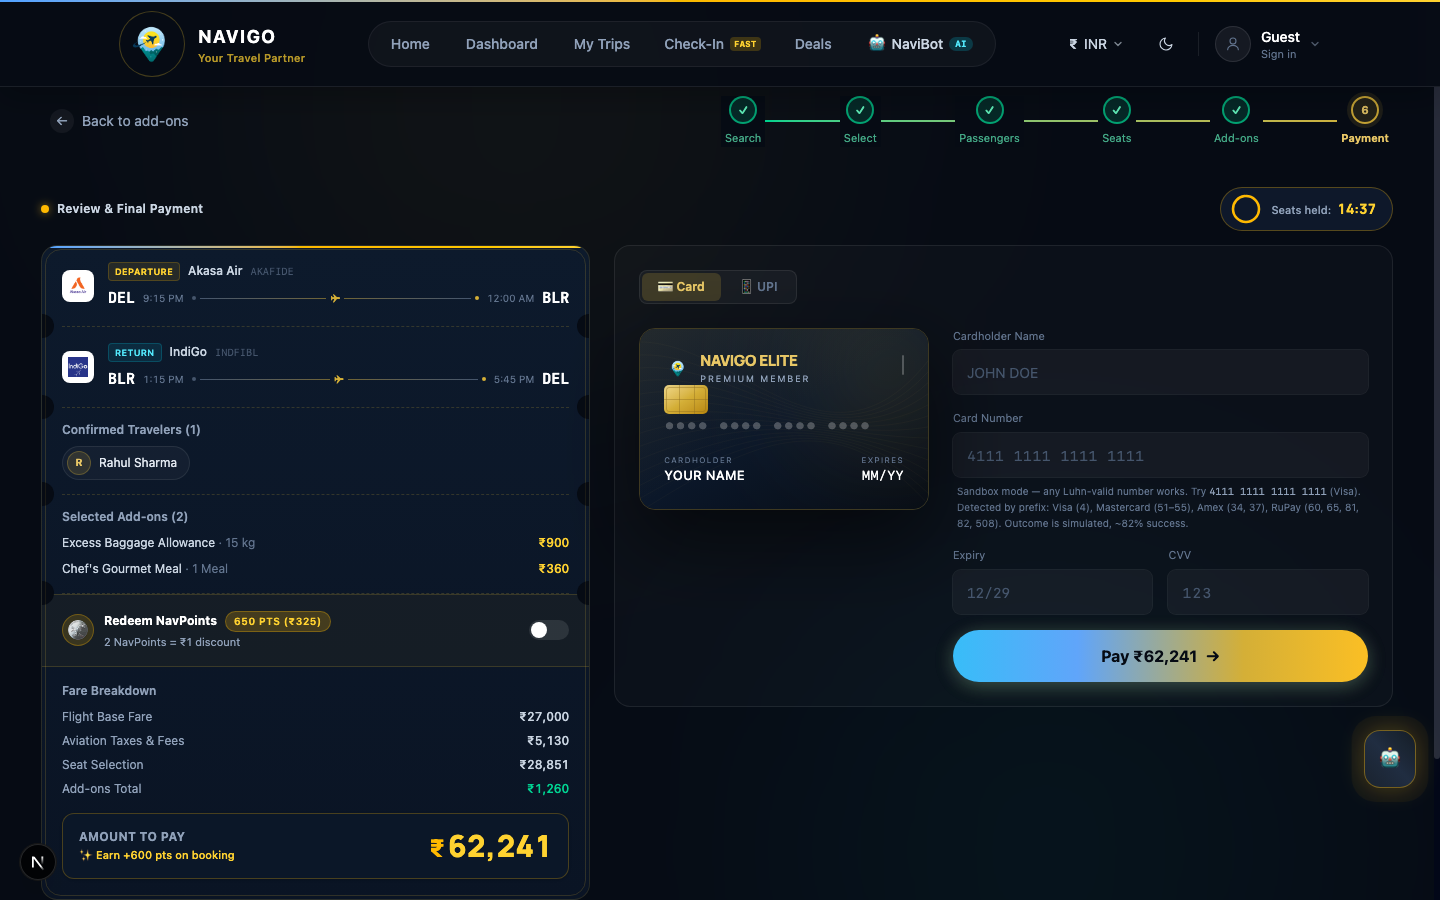 NAVIGO
Your Travel Partner
Home
Dashboard
My Trips
Check-In FAST
Deals
NaviBot AI
₹ INR
Guest
Sign in
Back to add-ons
Search
Select
Passengers
Seats
Add-ons
6
Payment
Review & Final Payment
Seats held: 14:37
DEPARTURE Akasa Air AKAFIDE
DEL 9:15 PM 12:00 AM BLR
IndiGo
RETURN IndiGo INDFIBL
BLR 1:15 PM 5:45 PM DEL
Confirmed Travelers (1)
R Rahul Sharma
Selected Add-ons (2)
Excess Baggage Allowance · 15 kg ₹900
Chef's Gourmet Meal · 1 Meal ₹360
Redeem NavPoints 650 PTS (₹325)
2 NavPoints = ₹1 discount
Fare Breakdown
Flight Base Fare ₹27,000
Aviation Taxes & Fees ₹5,130
Seat Selection ₹28,851
Add-ons Total ₹1,260
AMOUNT TO PAY
Earn +600 pts on booking
₹62,241
N
Card
UPI
NAVIGO ELITE
PREMIUM MEMBER
CARDHOLDER
YOUR NAME
EXPIRES
MM/YY
Cardholder Name
JOHN DOE
Card Number
4111 1111 1111 1111
Sandbox mode — any Luhn-valid number works. Try 4111 1111 1111 1111 (Visa).
Detected by prefix: Visa (4), Mastercard (51–55), Amex (34, 37), RuPay (60, 65, 81,
82, 508). Outcome is simulated, ~82% success.
Expiry
CVV
12/29
123
Pay ₹62,241 →